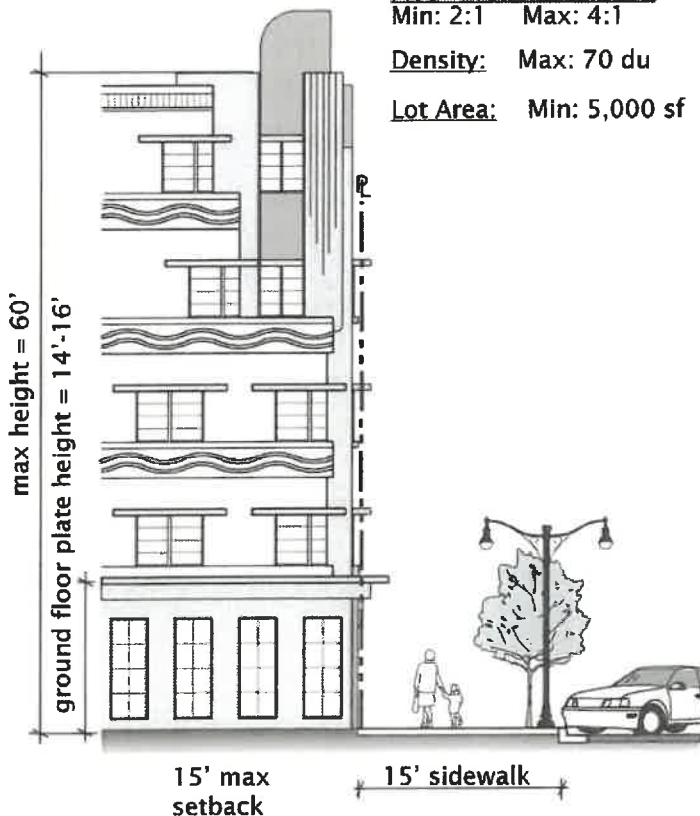 Min: 2:1 Max: 4:1
Density: Max: 70 du
Lot Area: Min: 5,000 sf
max height = 60'
ground floor plate height = 14'-16'
15' max
setback
15' sidewalk